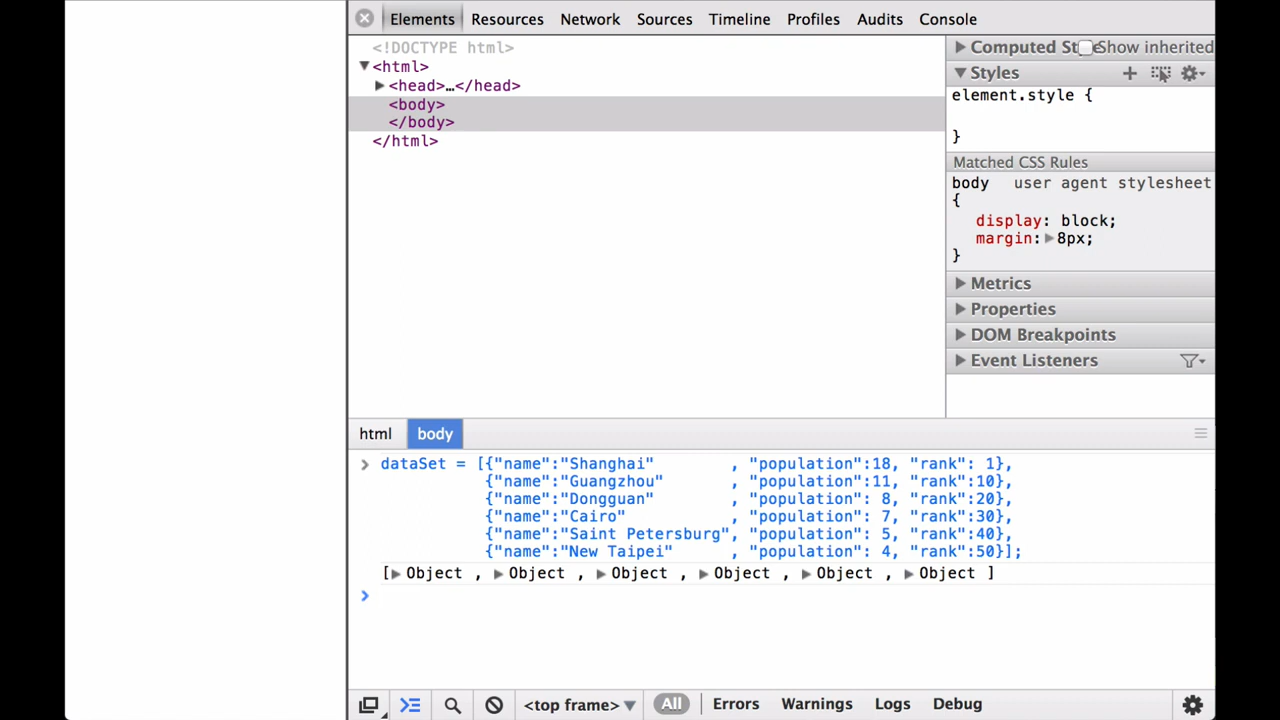 Elements Resources Network Sources Timeline Profiles Audits Console
<!DOCTYPE html>
<html>
<head>…</head>
<body>
</body>
</html>
Computed Style Show inherited
Styles
element.style {
}
Matched CSS Rules
body user agent stylesheet
{
display: block;
margin: 8px;
}
Metrics
Properties
DOM Breakpoints
Event Listeners
html body
dataSet = [{"name":"Shanghai" , "population":18, "rank": 1},
{"name":"Guangzhou" , "population":11, "rank":10},
{"name":"Dongguan" , "population": 8, "rank":20},
{"name":"Cairo" , "population": 7, "rank":30},
{"name":"Saint Petersburg", "population": 5, "rank":40},
{"name":"New Taipei" , "population": 4, "rank":50}];
[▶ Object , ▶ Object , ▶ Object , ▶ Object , ▶ Object , ▶ Object ]
<top frame> All Errors Warnings Logs Debug